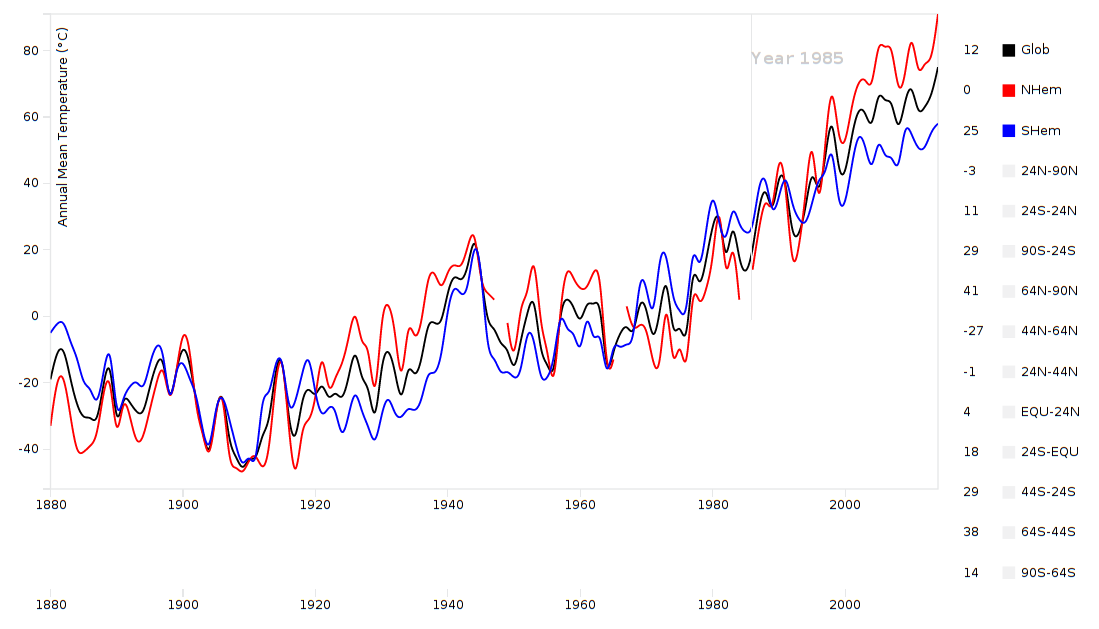 80
60
40
20
0
-20
-40
Annual Mean Temperature (°C)
Year 1985
1880 1900 1920 1940 1960 1980 2000
1880 1900 1920 1940 1960 1980 2000
12 Glob
0 NHem
25 SHem
-3 24N-90N
11 24S-24N
29 90S-24S
41 64N-90N
-27 44N-64N
-1 24N-44N
4 EQU-24N
18 24S-EQU
29 44S-24S
38 64S-44S
14 90S-64S